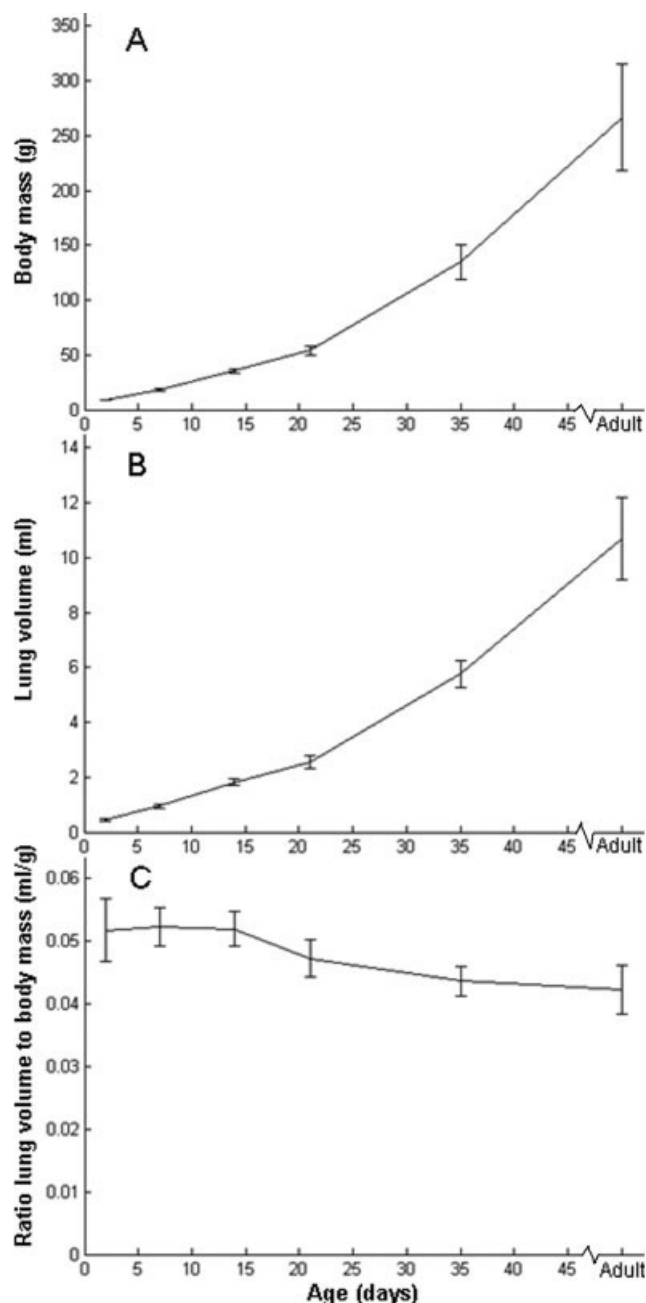 A
Body mass (g)
350
300
250
200
150
100
50
0
0 5 10 15 20 25 30 35 40 45 Adult
B
Lung volume (ml)
14
12
10
8
6
4
2
0
0 5 10 15 20 25 30 35 40 45 Adult
C
Ratio lung volume to body mass (ml/g)
0.06
0.05
0.04
0.03
0.02
0.01
0
0 5 10 15 20 25 30 35 40 45 Adult
Age (days)